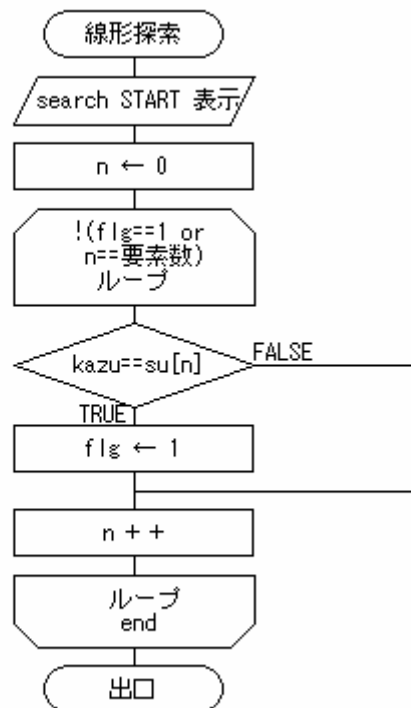 線形探索
search START 表示
n ← 0
!(flg==1 or
n==要素数)
ループ
kazu==su[n]
FALSE
TRUE
flg ← 1
n + +
ループ
end
出口